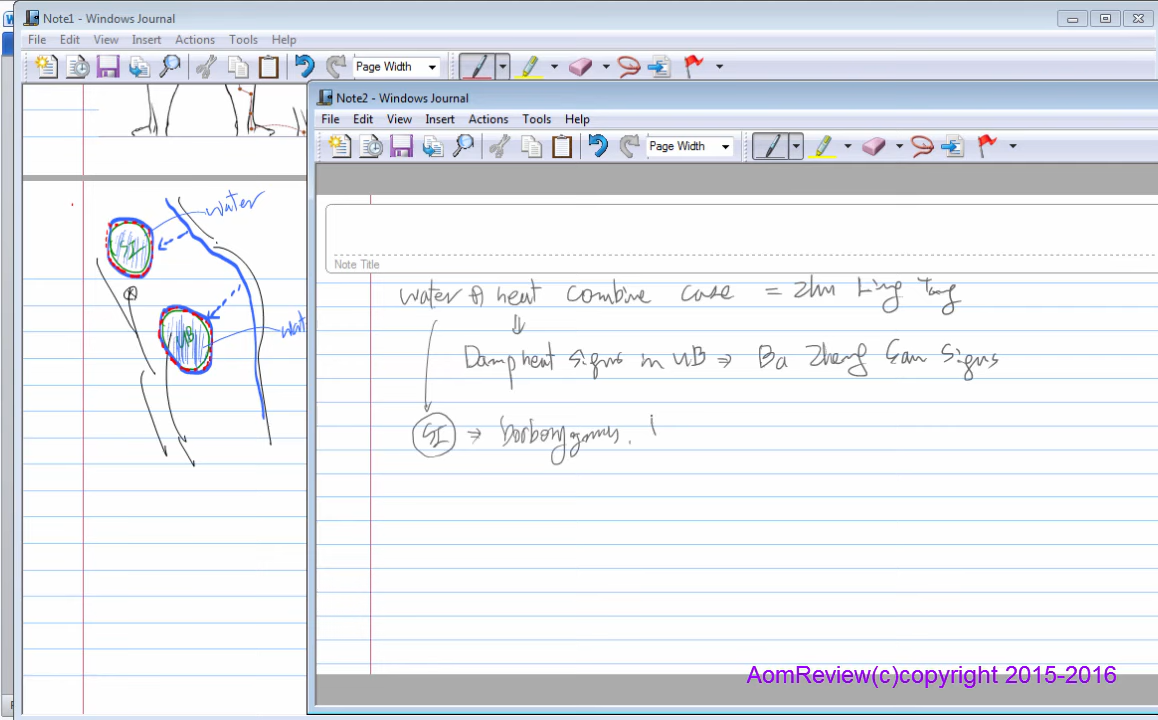 Note1 - Windows Journal
File Edit View Insert Actions Tools Help
Page Width
Note2 - Windows Journal
File Edit View Insert Actions Tools Help
Page Width
Note Title
water & heat combine case = Zhu Ling Tang
Damp heat signs in UB ⇒ Ba Zheng San Signs
SI ⇒ borborygmus.
water
SI
UB
wat
AomReview(c)copyright 2015-2016